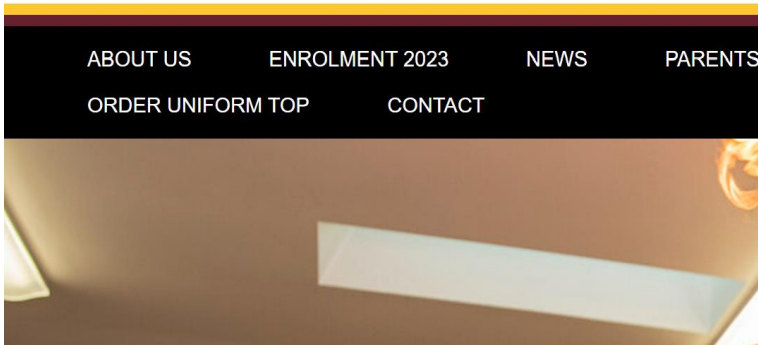 ABOUT US ENROLMENT 2023 NEWS PARENTS
ORDER UNIFORM TOP CONTACT